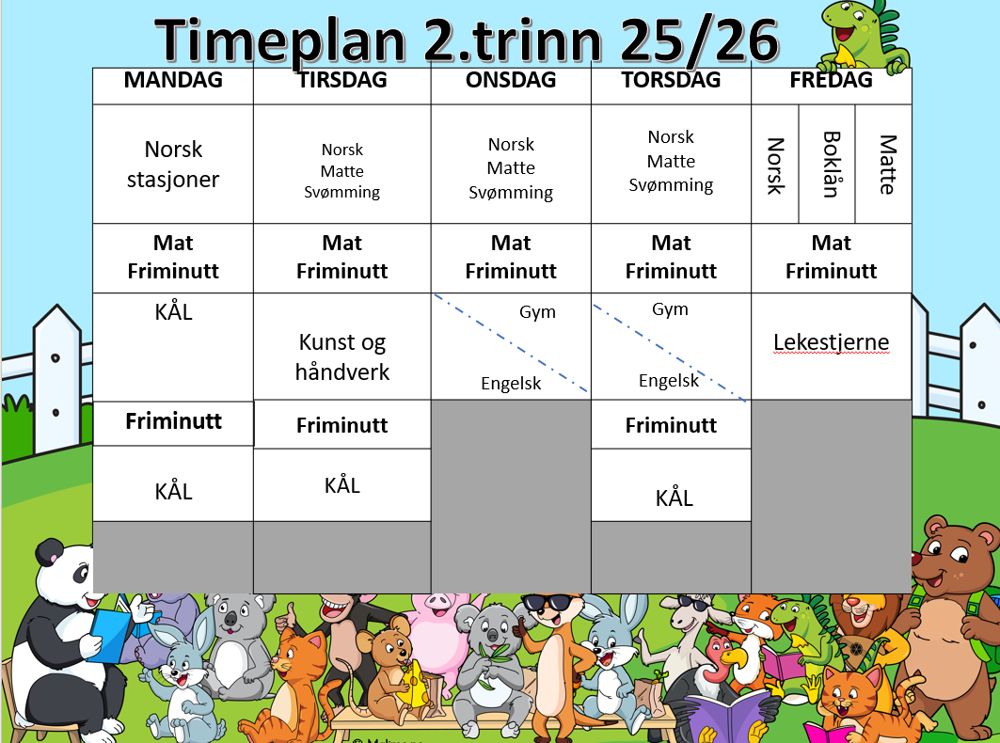 Timeplan 2.trinn 25/26
MANDAG TIRSDAG ONSDAG TORSDAG FREDAG
Norsk
stasjoner
Norsk
Matte
Svømming
Norsk
Matte
Svømming
Norsk
Matte
Svømming
Norsk
Boklån
Matte
Mat
Friminutt
Mat
Friminutt
Mat
Friminutt
Mat
Friminutt
Mat
Friminutt
KÅL
Kunst og
håndverk
Gym
Engelsk
Gym
Engelsk
Lekestjerne
Friminutt
Friminutt
Friminutt
KÅL
KÅL
KÅL